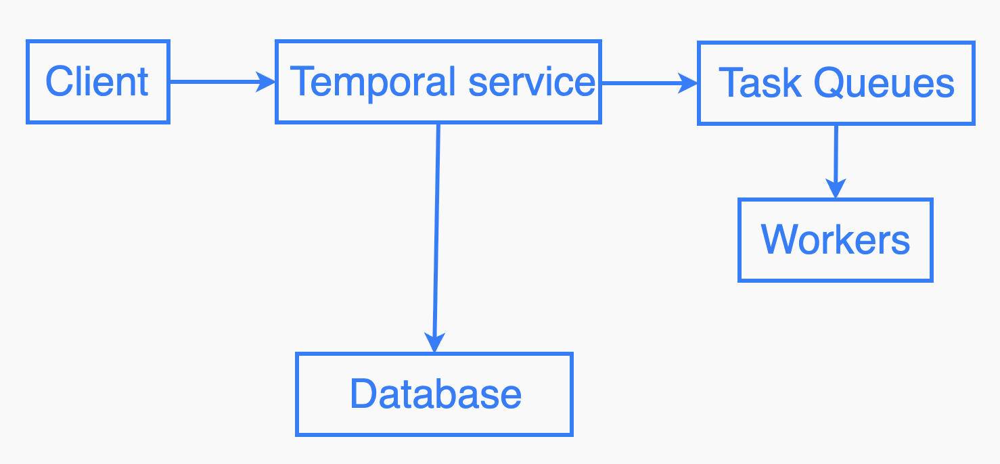 Client
Temporal service
Task Queues
Workers
Database